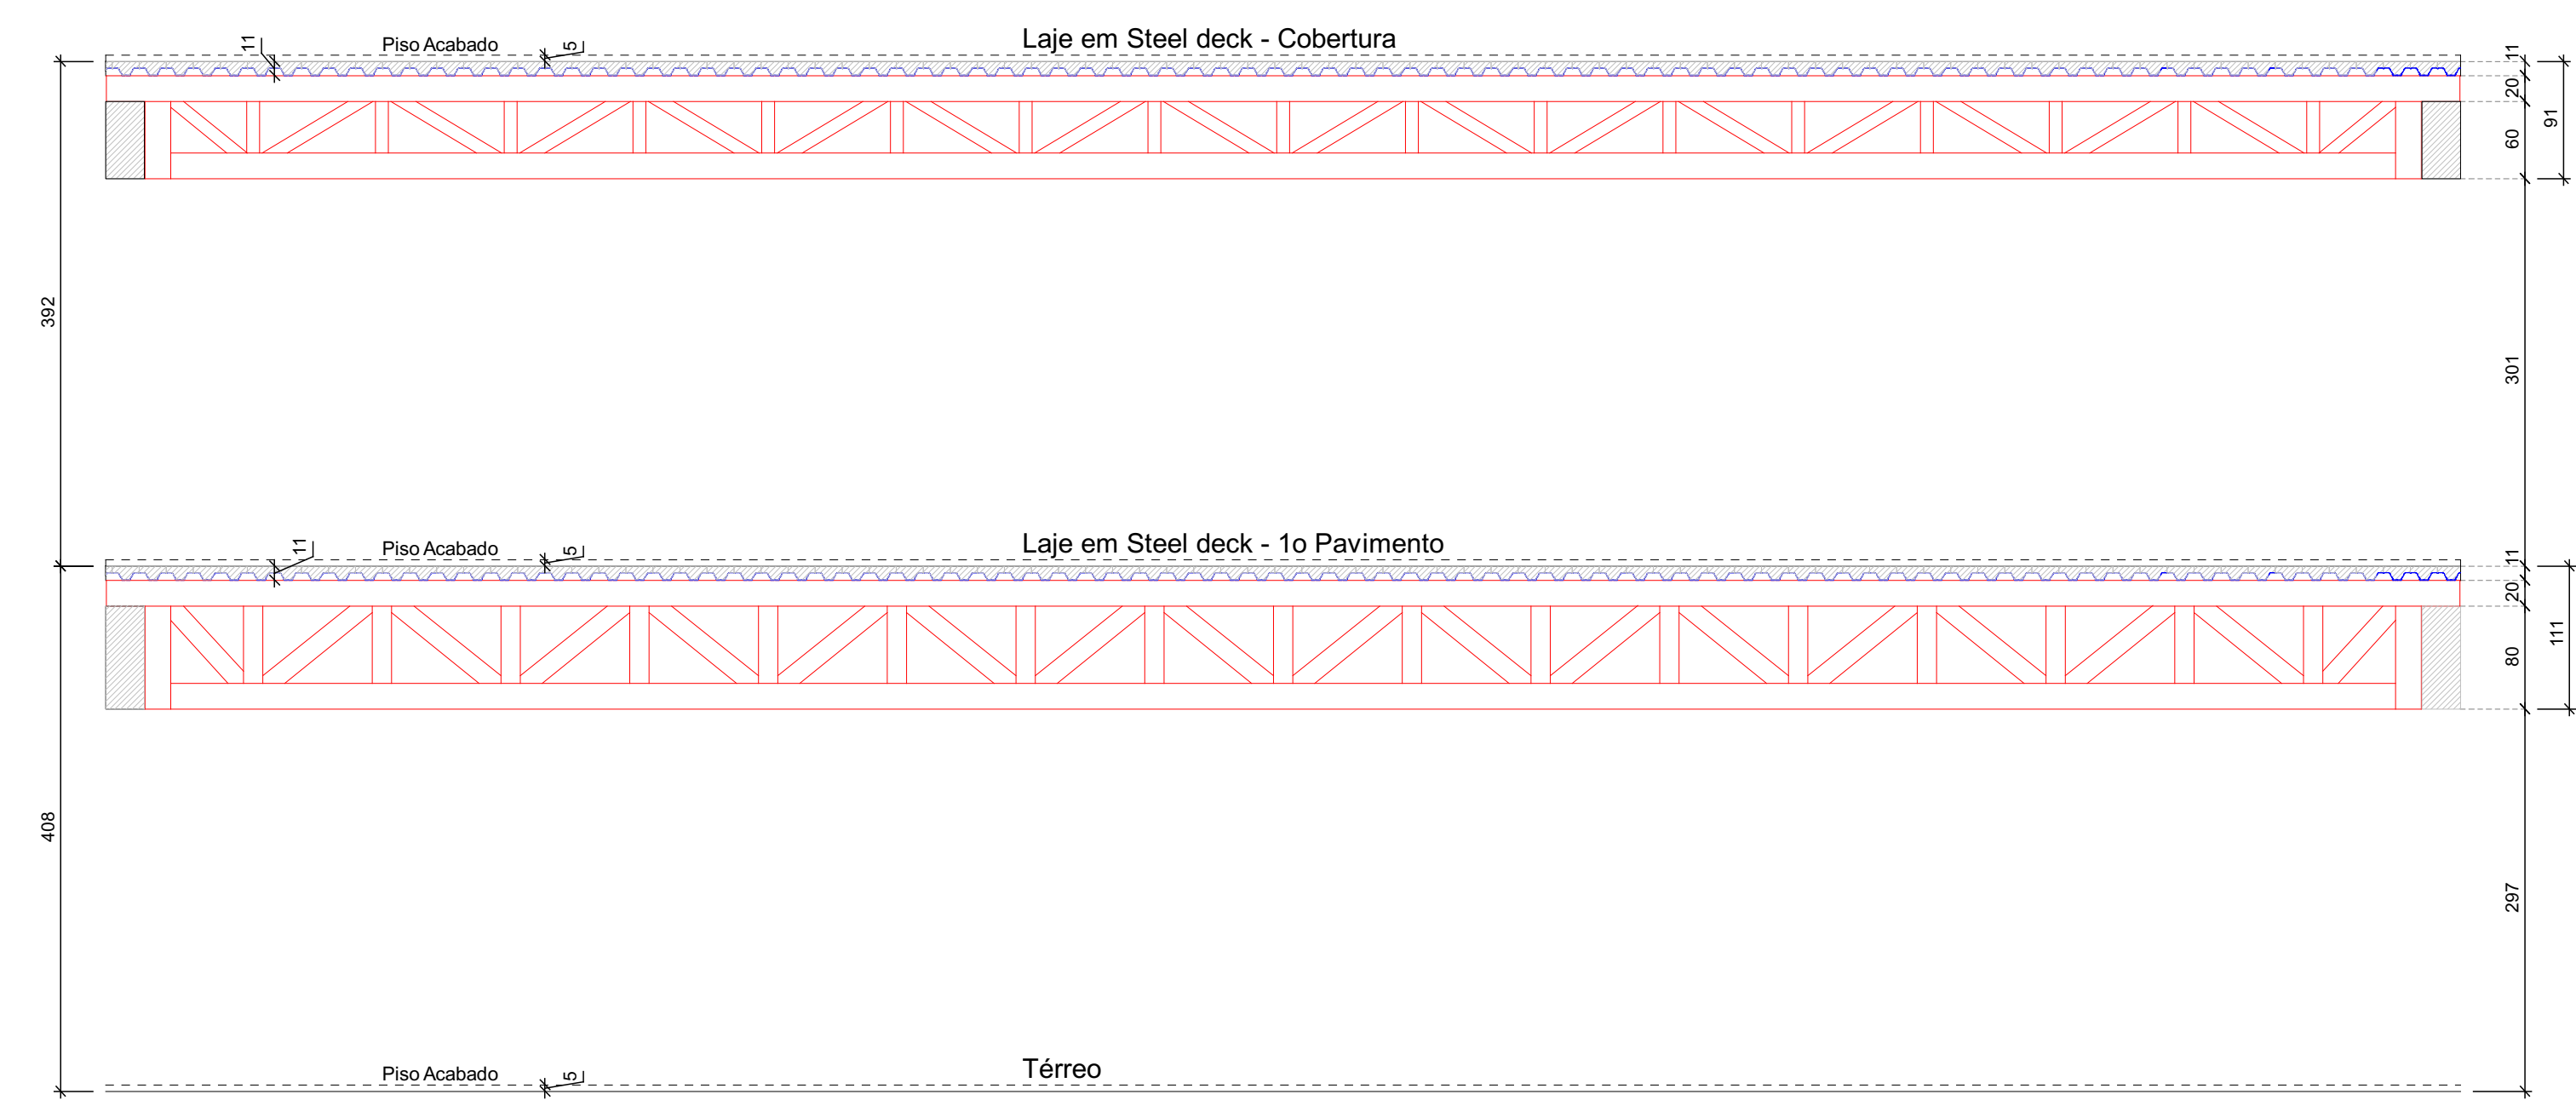 Laje em Steel deck - Cobertura
11
Piso Acabado
5
11
20
60
91
392
301
Laje em Steel deck - 1o Pavimento
11
Piso Acabado
5
11
20
80
111
408
297
Térreo
Piso Acabado
5